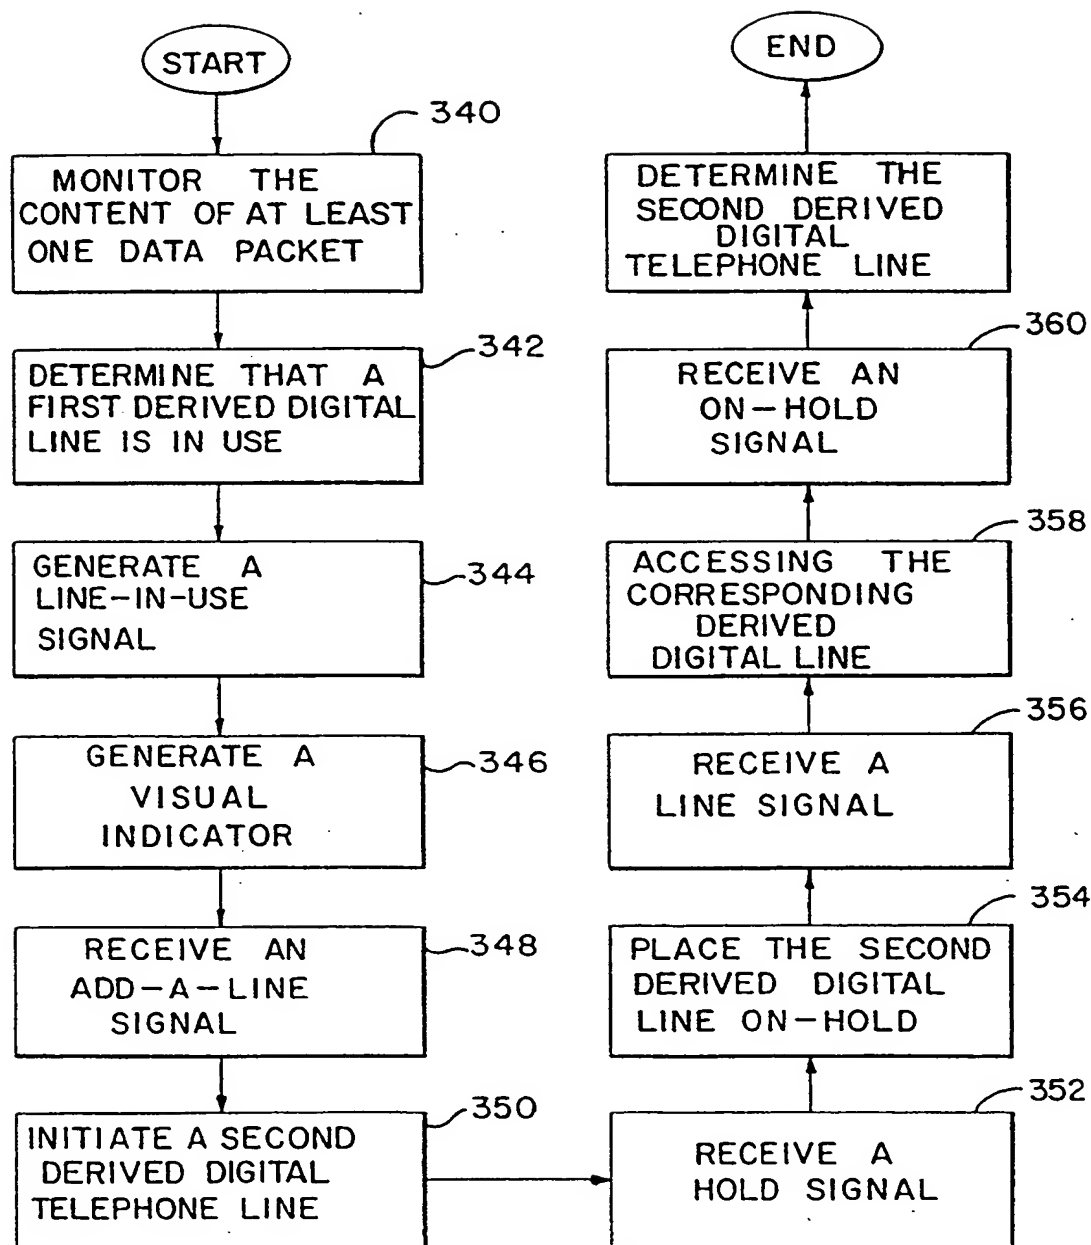 START
340
MONITOR THE
CONTENT OF AT LEAST
ONE DATA PACKET
342
DETERMINE THAT A
FIRST DERIVED DIGITAL
LINE IS IN USE
344
GENERATE A
LINE-IN-USE
SIGNAL
346
GENERATE A
VISUAL
INDICATOR
348
RECEIVE AN
ADD-A-LINE
SIGNAL
350
INITIATE A SECOND
DERIVED DIGITAL
TELEPHONE LINE
352
RECEIVE A
HOLD SIGNAL
354
PLACE THE SECOND
DERIVED DIGITAL
LINE ON-HOLD
356
RECEIVE A
LINE SIGNAL
358
ACCESSING THE
CORRESPONDING
DERIVED
DIGITAL LINE
360
RECEIVE AN
ON-HOLD
SIGNAL
DETERMINE THE
SECOND DERIVED
DIGITAL
TELEPHONE LINE
END